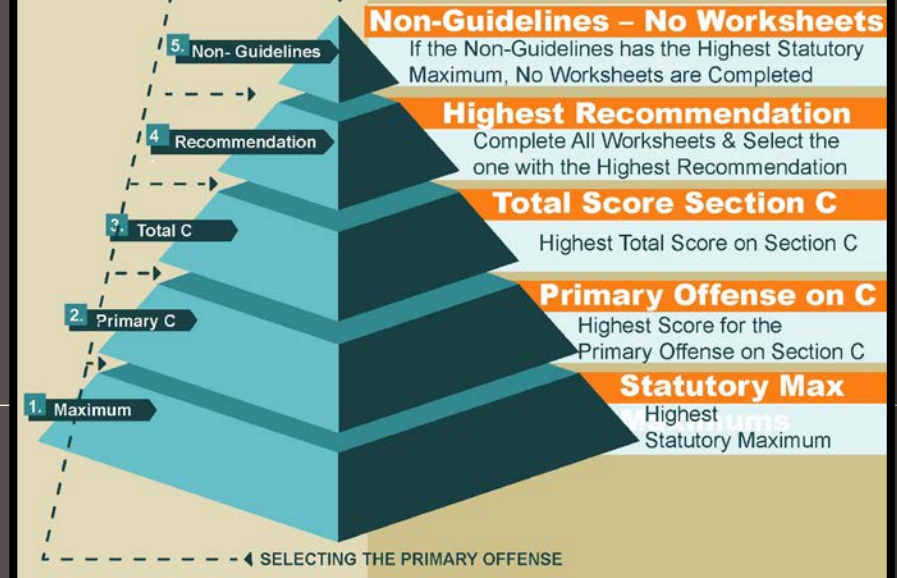 Non-Guidelines – No Worksheets
5. Non- Guidelines
If the Non-Guidelines has the Highest Statutory
Maximum, No Worksheets are Completed
Highest Recommendation
4 Recommendation
Complete All Worksheets & Select the
one with the Highest Recommendation
Total Score Section C
3. Total C
Highest Total Score on Section C
Primary Offense on C
2. Primary C
Highest Score for the
Primary Offense on Section C
Statutory Max
1. Maximum
Highest
Statutory Maximum
SELECTING THE PRIMARY OFFENSE